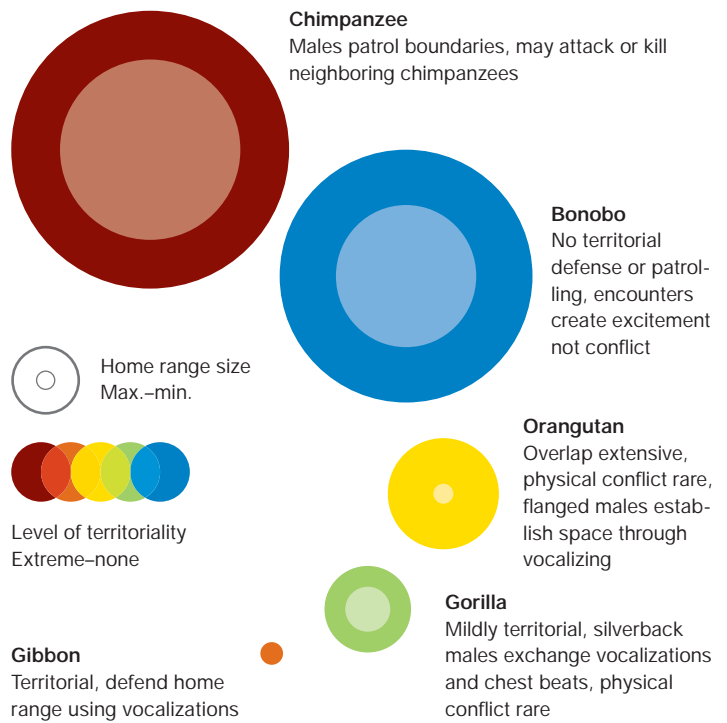 Chimpanzee
Males patrol boundaries, may attack or kill
neighboring chimpanzees
Bonobo
No territorial
defense or patrol-
ling, encounters
create excitement
not conflict
Home range size
Max.–min.
Orangutan
Overlap extensive,
physical conflict rare,
flanged males estab-
lish space through
vocalizing
Level of territoriality
Extreme–none
Gorilla
Mildly territorial, silverback
males exchange vocalizations
and chest beats, physical
conflict rare
Gibbon
Territorial, defend home
range using vocalizations